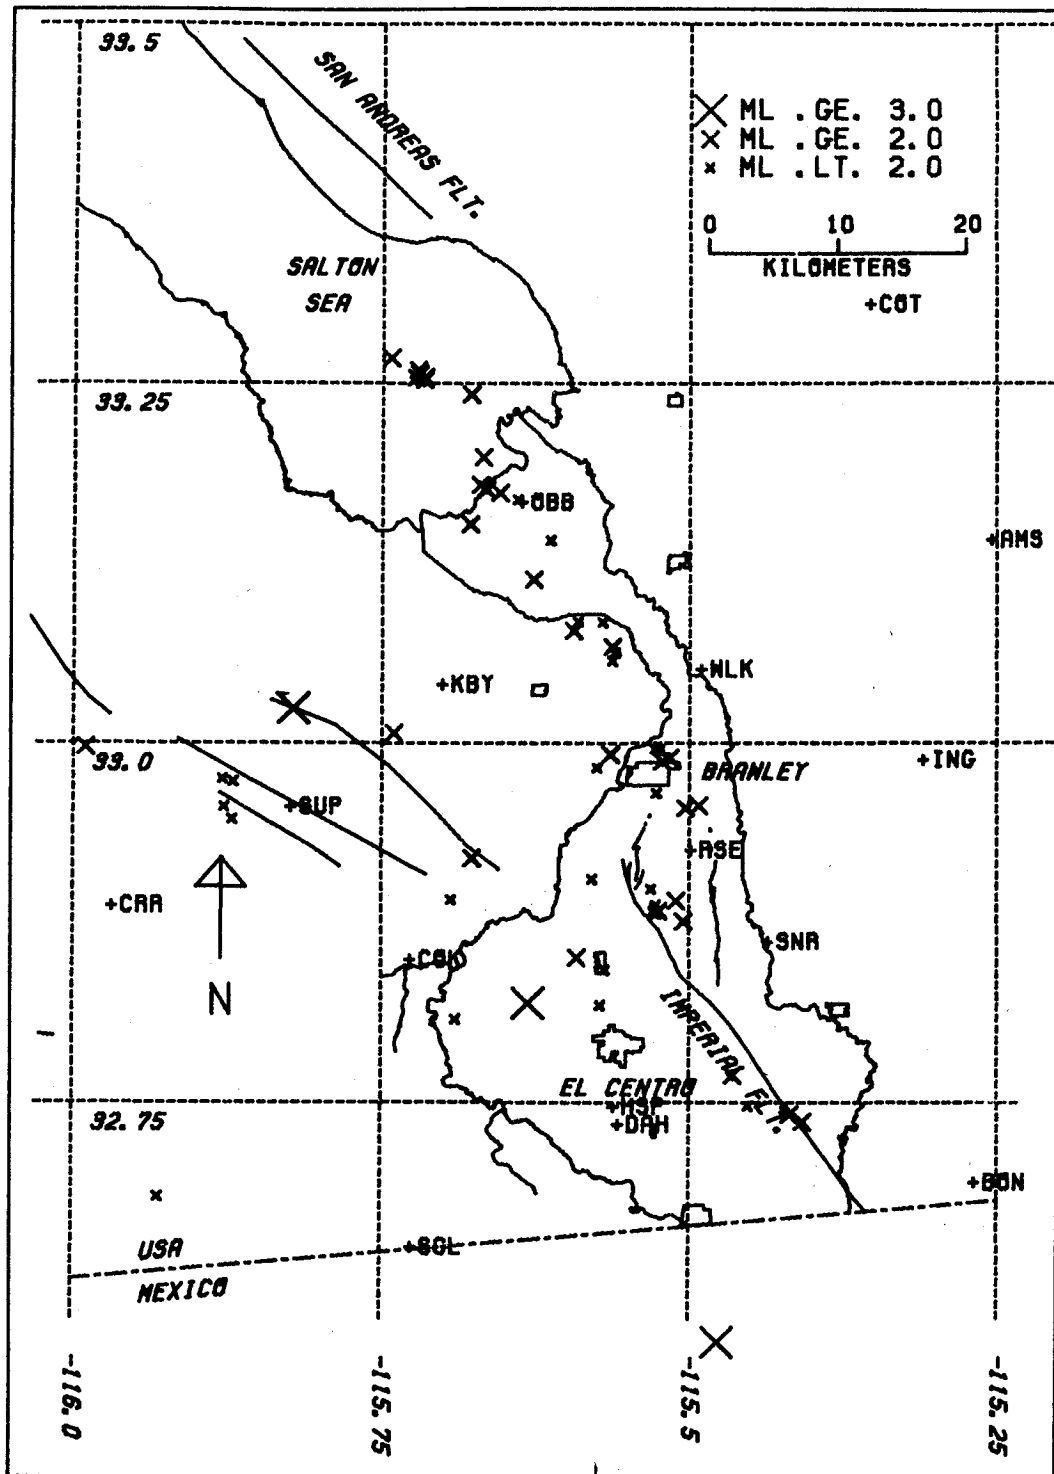 33.5
SAN ANDREAS FLT.
ML .GE. 3.0
ML .GE. 2.0
ML .LT. 2.0
0 10 20
KILOMETERS
SALTON
SEA
+COT
33.25
+OBB
+AMS
+WLK
+KBY
33.0
BRAWLEY
+ING
+SUP
+RSE
+CRR
+SNR
+COK
N
IMPERIAL FLT.
EL CENTRO
32.75
+HSP
+DAH
+BON
USA
+SGL
MEXICO
-116.0
-115.75
-115.5
-115.25